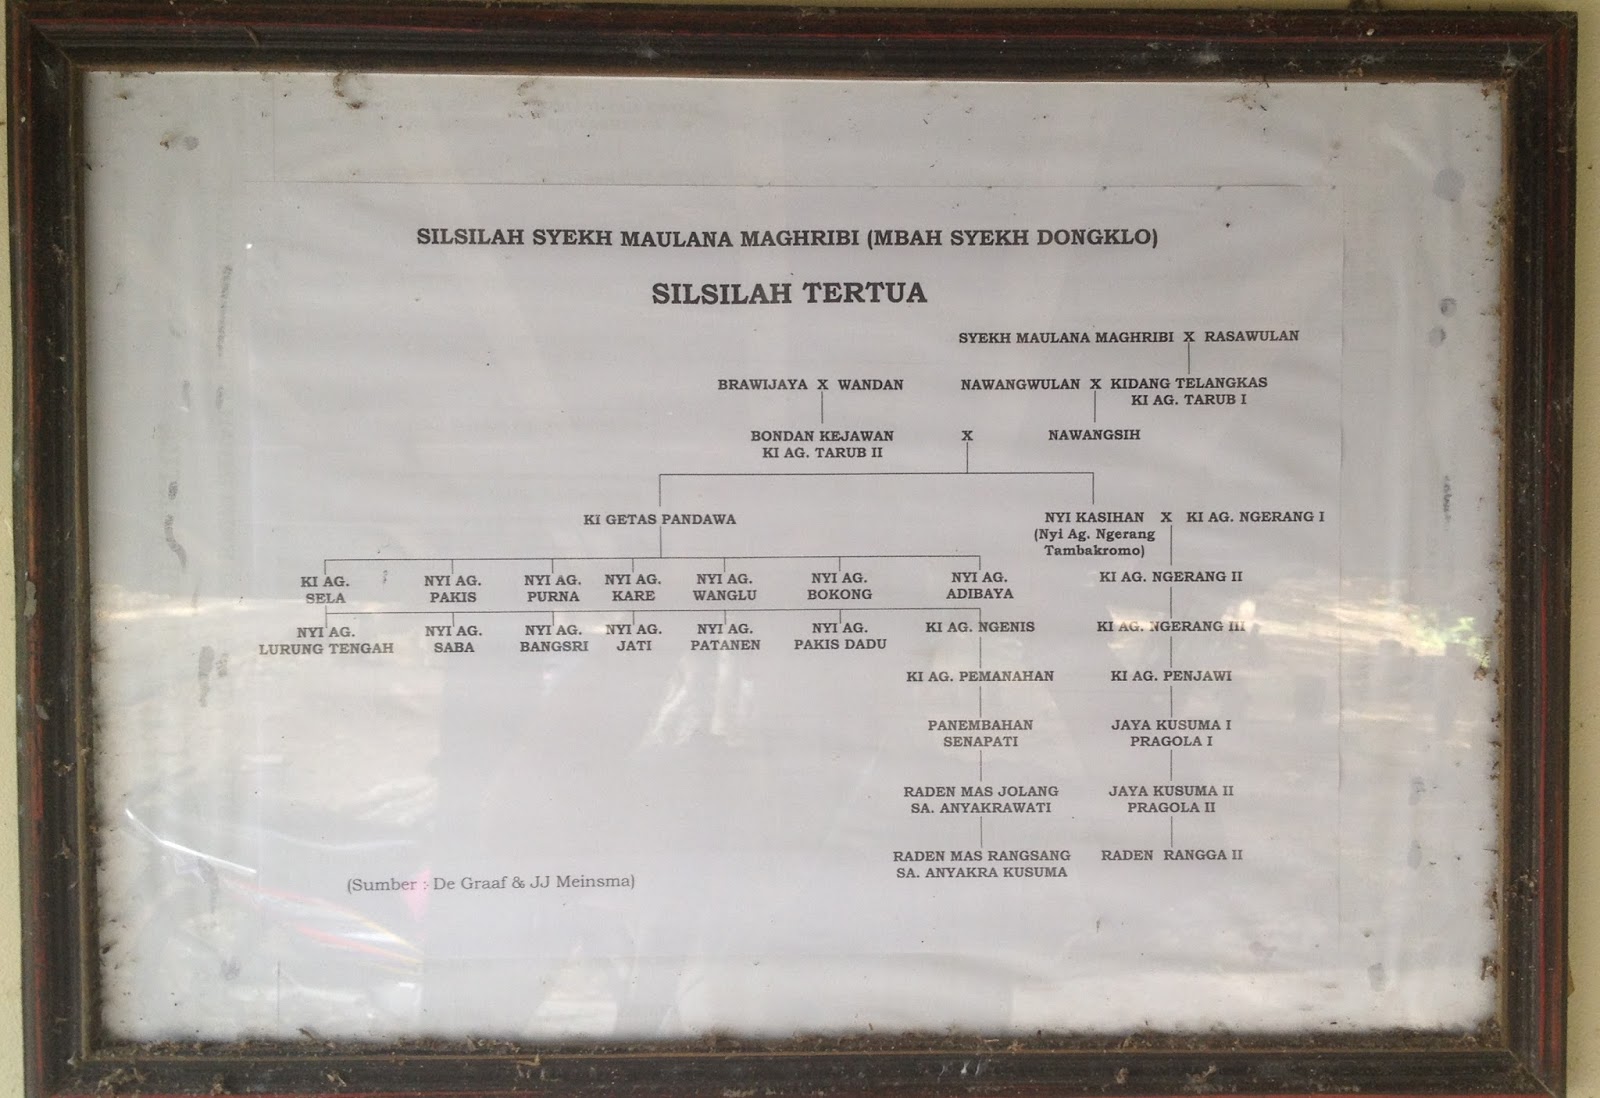 SILSILAH SYEKH MAULANA MAGHRIBI (MBAH SYEKH DONGKLO)
SILSILAH TERTUA
SYEKH MAULANA MAGHRIBI X RASAWULAN
BRAWIJAYA X WANDAN
NAWANGWULAN X KIDANG TELANGKAS
KI AG. TARUB I
BONDAN KEJAWAN X NAWANGSIH
KI AG. TARUB II
KI GETAS PANDAWA
NYI KASIHAN X KI AG. NGERANG I
(Nyi Ag. Ngerang
Tambakromo)
KI AG.
SELA
NYI AG.
PAKIS
NYI AG.
PURNA
NYI AG.
KARE
NYI AG.
WANGLU
NYI AG.
BOKONG
NYI AG.
ADIBAYA
KI AG. NGERANG II
NYI AG.
LURUNG TENGAH
NYI AG.
SABA
NYI AG.
BANGSRI
NYI AG.
JATI
NYI AG.
PATANEN
NYI AG.
PAKIS DADU
KI AG. NGENIS
KI AG. NGERANG III
KI AG. PEMANAHAN
KI AG. PENJAWI
PANEMBAHAN
SENAPATI
JAYA KUSUMA I
PRAGOLA I
RADEN MAS JOLANG
SA. ANYAKRAWATI
JAYA KUSUMA II
PRAGOLA II
RADEN MAS RANGSANG
SA. ANYAKRA KUSUMA
RADEN RANGGA II
(Sumber : De Graaf & JJ Meinsma)